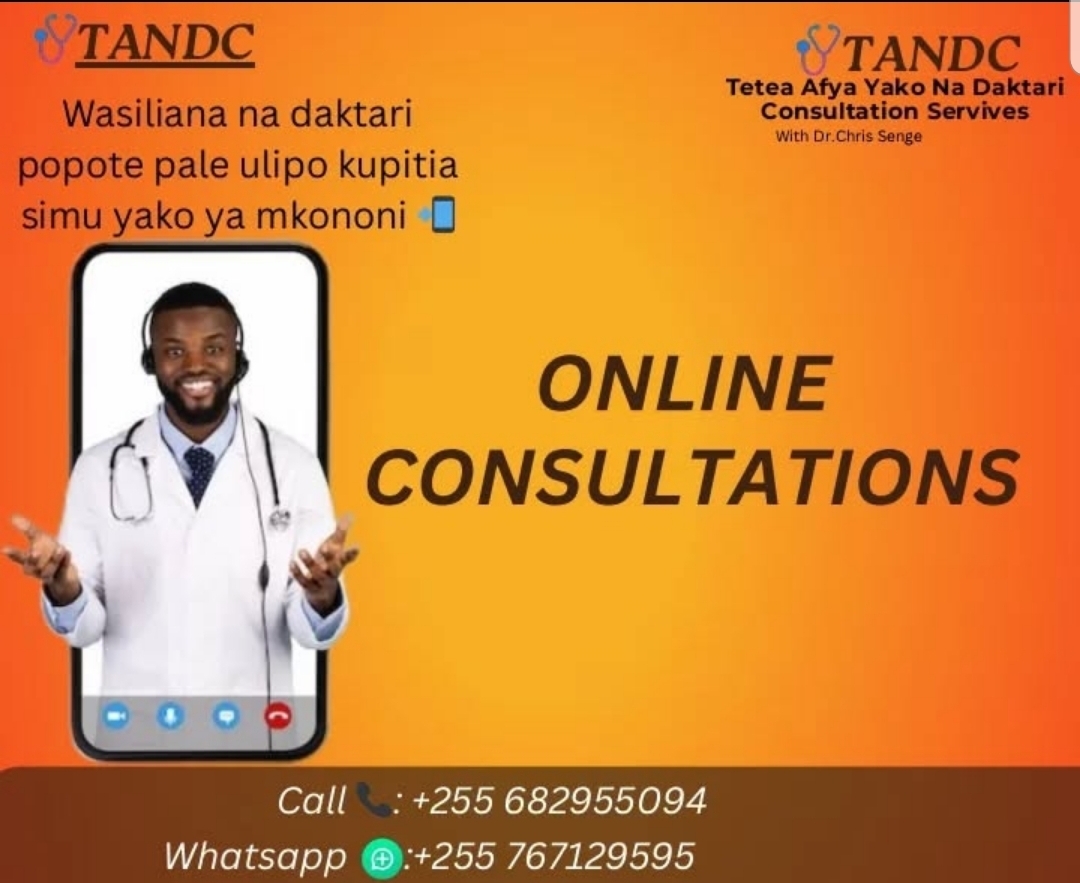 TANDC
Wasiliana na daktari
popote pale ulipo kupitia
simu yako ya mkononi
TANDC
Tetea Afya Yako Na Daktari
Consultation Servives
With Dr.Chris Senge
ONLINE
CONSULTATIONS
Call : +255 682955094
Whatsapp :+255 767129595